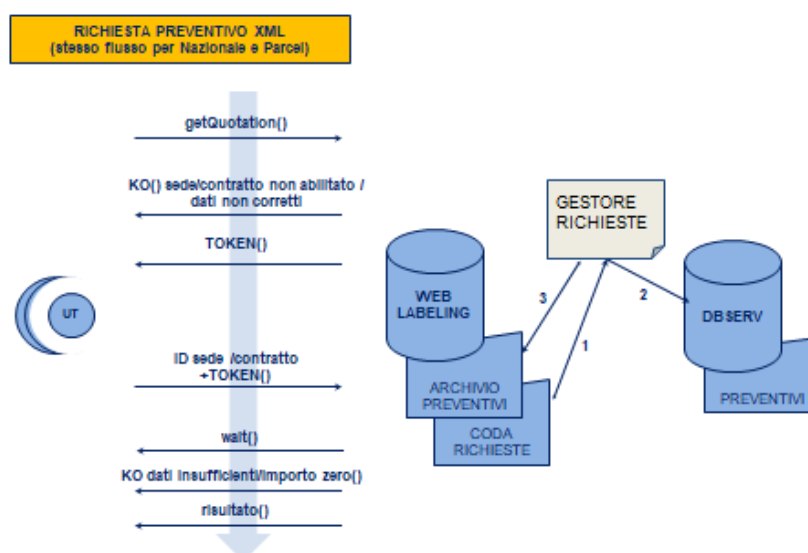 RICHIESTA PREVENTIVO XML
(stesso flusso per Nazionale e Parcel)
getQuotation()
KO() sede/contratto non abilitato /
dati non corretti
TOKEN()
UT
ID sede /contratto
+TOKEN()
wait()
KO dati insufficienti/importo zero()
risultato()
GESTORE
RICHIESTE
WEB
LABELING
3
1
2
DBSERV
ARCHIVIO
PREVENTIVI
CODA
RICHIESTE
PREVENTIVI